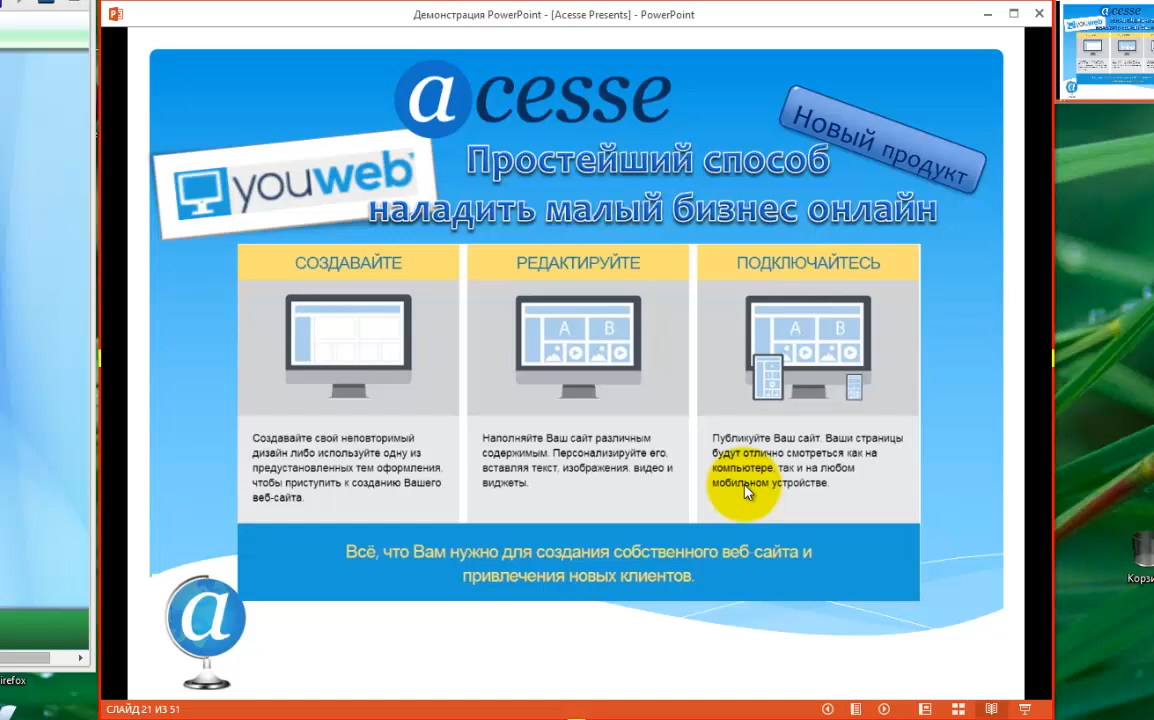 Демонстрация PowerPoint - [Acesse Presents] - PowerPoint
acesse
Новый продукт
youweb
Простейший способ
наладить малый бизнес онлайн
СОЗДАВАЙТЕ
РЕДАКТИРУЙТЕ
ПОДКЛЮЧАЙТЕСЬ
A B
A B
Создавайте свой неповторимый
дизайн либо используйте одну из
предустановленных тем оформления,
чтобы приступить к созданию Вашего
веб-сайта.
Наполняйте Ваш сайт различным
содержимым. Персонализируйте его,
вставляя текст, изображения, видео и
виджеты.
Публикуйте Ваш сайт. Ваши страницы
будут отлично смотреться как на
компьютере, так и на любом
мобильном устройстве.
Всё, что Вам нужно для создания собственного веб-сайта и
привлечения новых клиентов.
a
СЛАЙД 21 ИЗ 51
irefox
Корзи
acesse
youweb